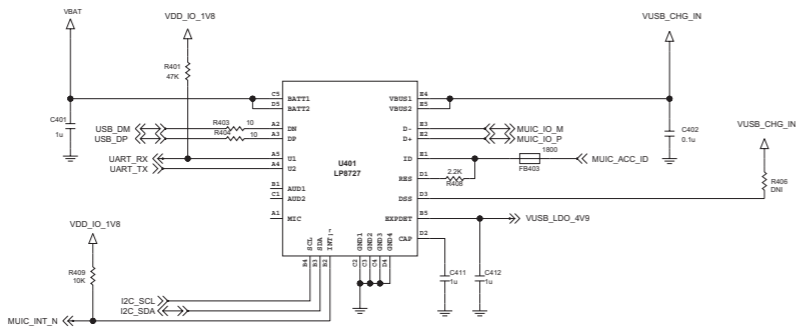 VBAT
VDD_IO_1V8
VUSB_CHG_IN
R401
47K
C401
1u
C5
BATT1
D5
BATT2
VBUS1
E4
VBUS2
E5
C402
0.1u
VUSB_CHG_IN
USB_DM
R403
10
A2
DN
D-
E3
MUIC_IO_M
USB_DP
R404
10
A3
DP
D+
E2
MUIC_IO_P
UART_RX
A5
U1
U401
LP8727
ID
E1
1800
FB403
MUIC_ACC_ID
UART_TX
A4
U2
RES
D1
2.2K
R408
R406
DNI
B1
AUD1
C1
AUD2
DSS
D3
A1
MIC
EXPDET
B5
VUSB_LDO_4V9
CAP
D2
SCL
SDA
INT
GND1
GND2
GND3
GND4
B4
B3
B2
C2
C3
C4
D4
C411
1u
C412
1u
VDD_IO_1V8
R409
10K
I2C_SCL
I2C_SDA
MUIC_INT_N